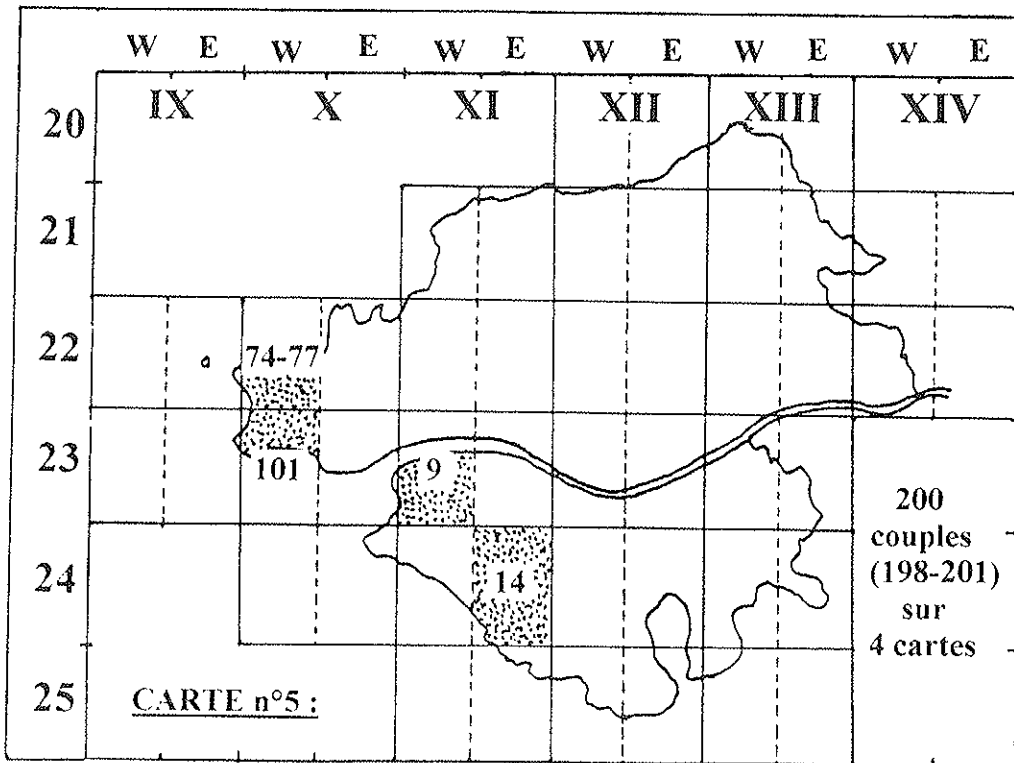 W E W E W E W E W E W E
IX X XI XII XIII XIV
20
21
22
74-77
23
101
9
200
couples
(198-201)
sur
4 cartes
24
14
25
CARTE n°5 :